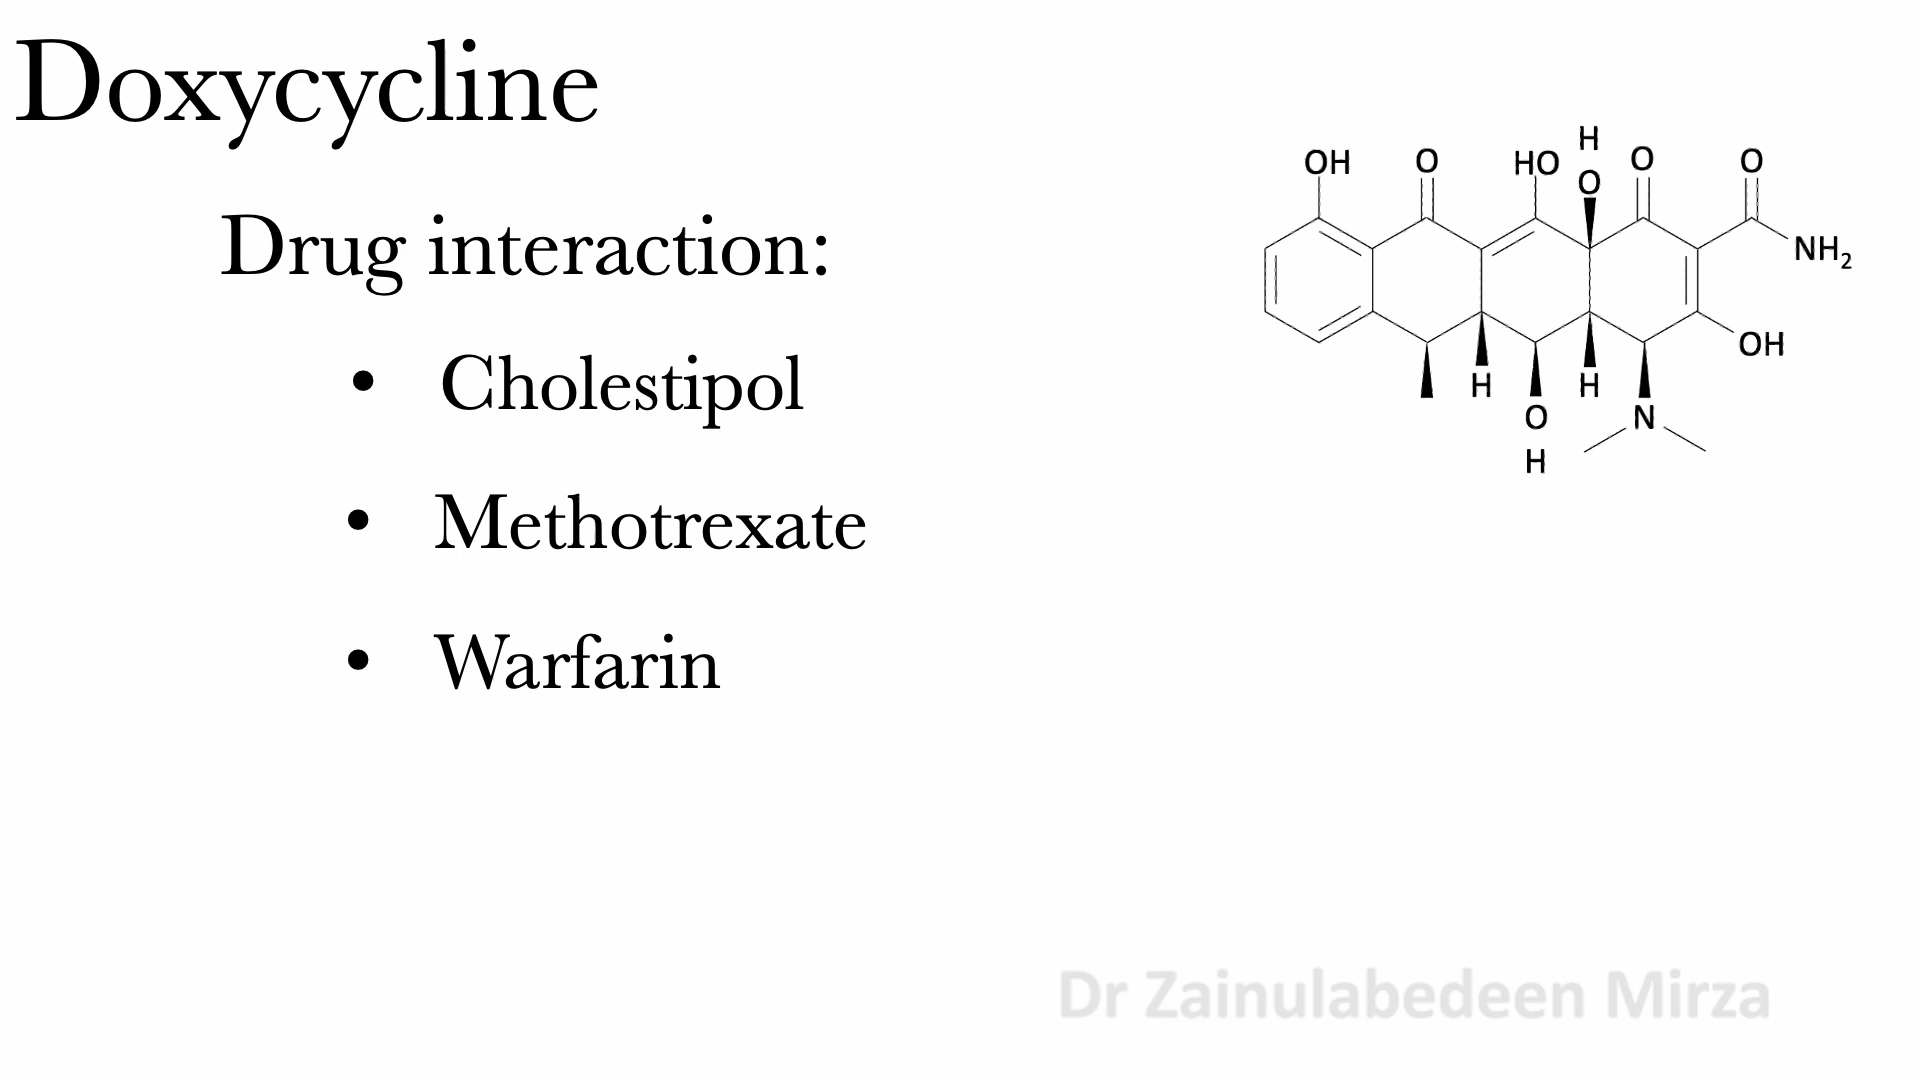 Doxycycline
Drug interaction:
• Cholestipol
• Methotrexate
• Warfarin
OH O HO H O O O
NH2
OH
H O H H N
Dr Zainulabedeen Mirza